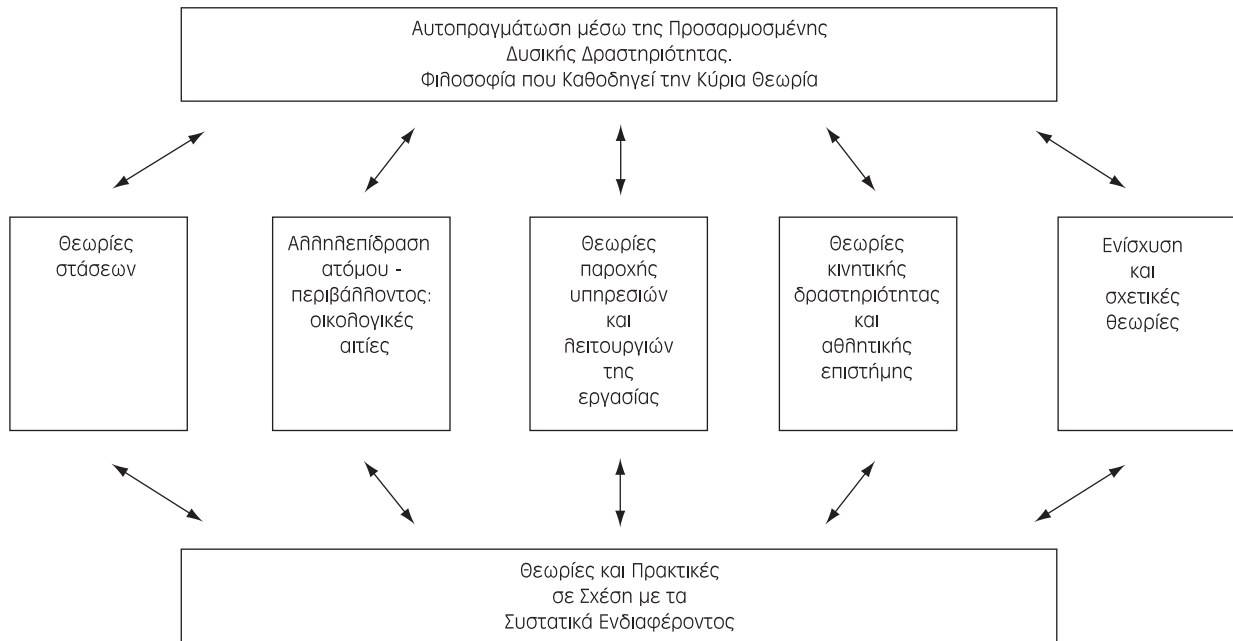 Αυτοπραγμάτωση μέσω της Προσαρμοσμένης
Δυσικής Δραστηριότητας.
Φιλοσοφία που Καθοδηγεί την Κύρια Θεωρία
Θεωρίες
στάσεων
Αλληλεπίδραση
ατόμου -
περιβάλλοντος:
οικολογικές
αιτίες
Θεωρίες
παροχής
υπηρεσιών
και
λειτουργιών
της
εργασίας
Θεωρίες
κινητικής
δραστηριότητας
και
αθλητικής
επιστήμης
Ενίσχυση
και
σχετικές
θεωρίες
Θεωρίες και Πρακτικές
σε Σχέση με τα
Συστατικά Ενδιαφέροντος